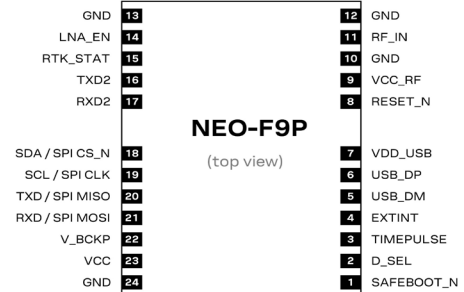 GND 13 12 GND
LNA_EN 14 11 RF_IN
RTK_STAT 15 10 GND
TXD2 16 9 VCC_RF
RXD2 17 8 RESET_N
NEO-F9P
(top view)
SDA / SPI CS_N 18 7 VDD_USB
SCL / SPI CLK 19 6 USB_DP
TXD / SPI MISO 20 5 USB_DM
RXD / SPI MOSI 21 4 EXTINT
V_BCKP 22 3 TIMEPULSE
VCC 23 2 D_SEL
GND 24 1 SAFEBOOT_N